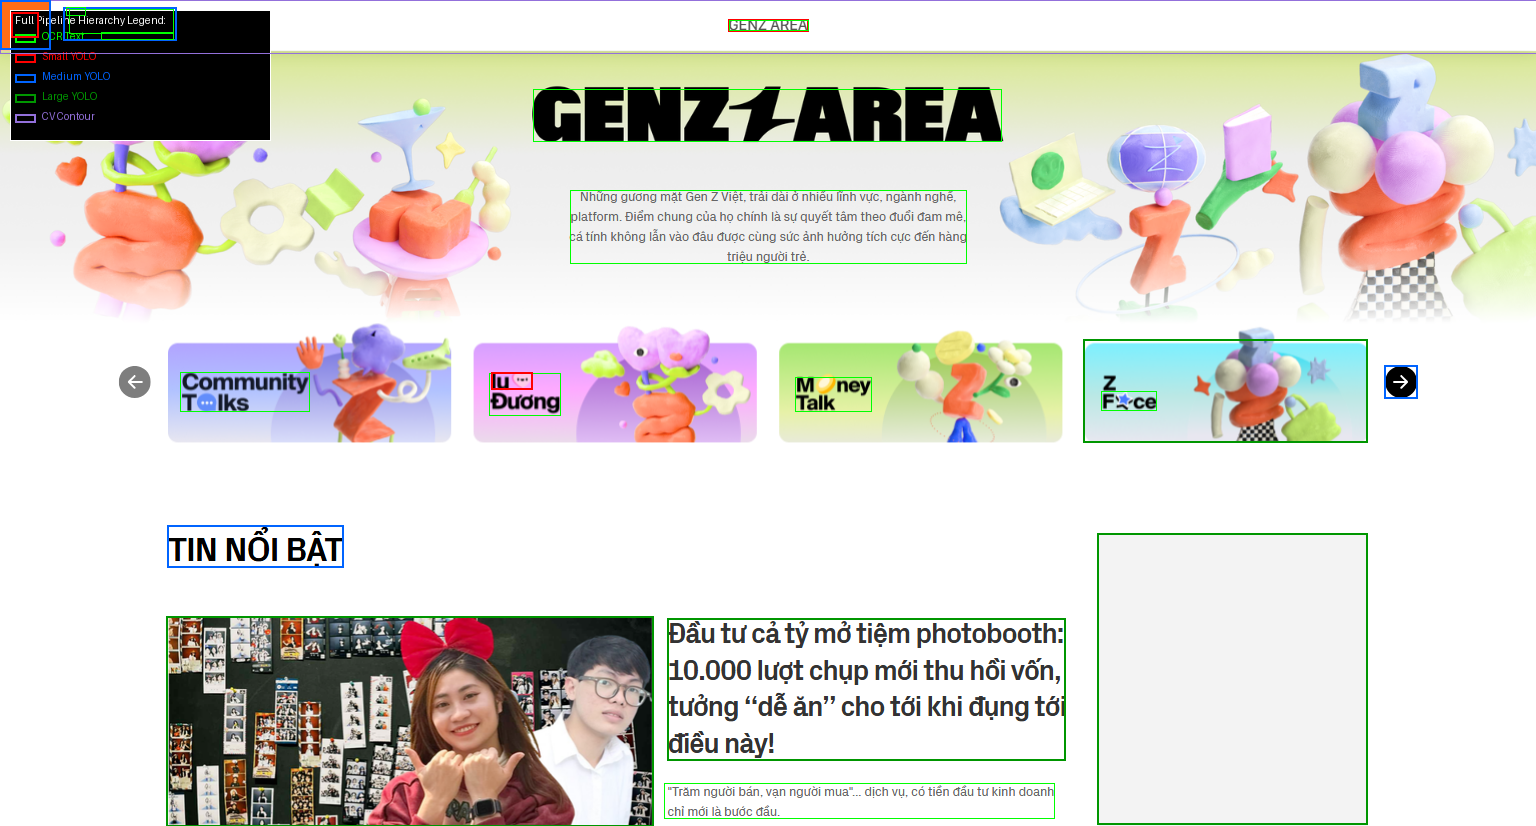 Full Pipeline Hierarchy Legend:
OCR Text
Small YOLO
Medium YOLO
Large YOLO
CV Contour
GENZ AREA
GENZ AREA
Những gương mặt Gen Z Việt, trải dài ở nhiều lĩnh vực, ngành nghề,
platform. Điểm chung của họ chính là sự quyết tâm theo đuổi đam mê,
cá tính không lẫn vào đâu được cùng sức ảnh hưởng tích cực đến hàng
triệu người trẻ.
Community
Talks
Iu
Đương
Money
Talk
Z
Face
TIN NỔI BẬT
Đầu tư cả tỷ mở tiệm photobooth:
10.000 lượt chụp mới thu hồi vốn,
tưởng “dễ ăn” cho tới khi đụng tới
điều này!
"Trăm người bán, vạn người mua"... dịch vụ, có tiền đầu tư kinh doanh
chỉ mới là bước đầu.